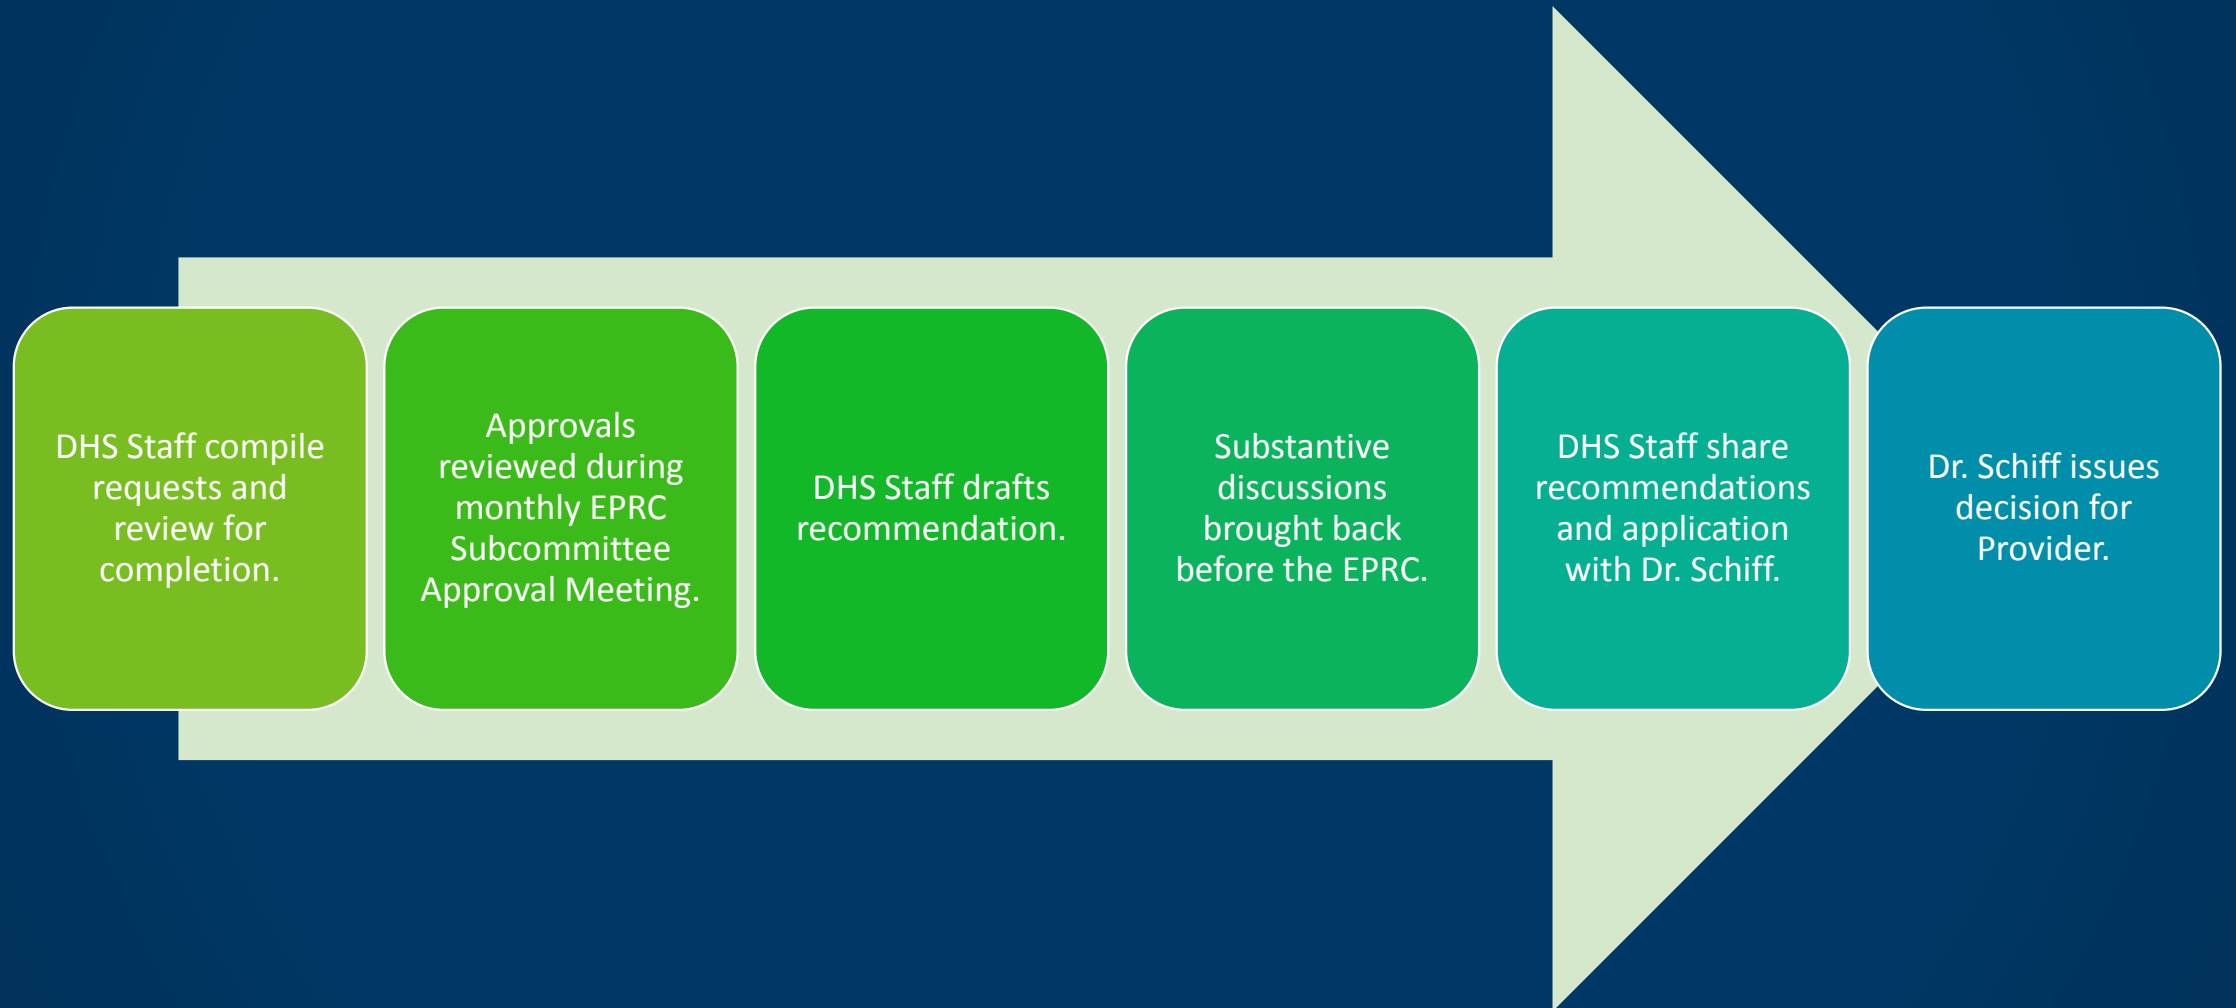 DHS Staff compile
requests and
review for
completion.
Approvals
reviewed during
monthly EPRC
Subcommittee
Approval Meeting.
DHS Staff drafts
recommendation.
Substantive
discussions
brought back
before the EPRC.
DHS Staff share
recommendations
and application
with Dr. Schiff.
Dr. Schiff issues
decision for
Provider.